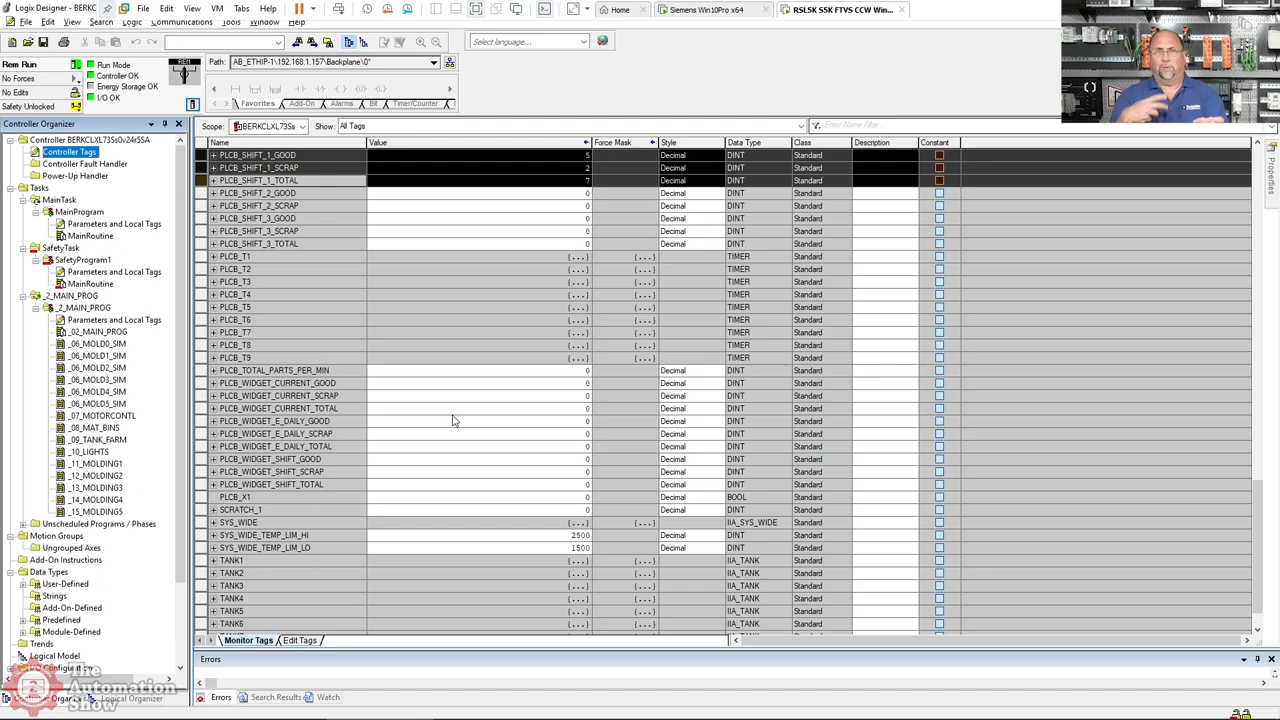 Logix Designer: BERKC
File
View
VM
Tabs
Help
Home
Siemens Win10Pro x64
RSL5K S5K FTVS CCW Win...
File Edit View Search Logic Communications Tools Window Help
Select language...
Rem Run
No Forces
No Edits
Safety Unlocked
Run Mode
Controller OK
Energy Storage OK
I/O OK
REM
Path: AB_ETHIP-1\192.168.1.157\Backplane\0*
Favorites Add-On Alarms Bit Timer/Counter
Controller Organizer
Controller BERKCLXL73Ss0v24rSSA
Controller Tags
Controller Fault Handler
Power-Up Handler
Tasks
MainTask
MainProgram
Parameters and Local Tags
MainRoutine
SafetyTask
SafetyProgram1
Parameters and Local Tags
MainRoutine
_2_MAIN_PROG
_2_MAIN_PROG
Parameters and Local Tags
_02_MAIN_PROG
_06_MOLD0_SIM
_06_MOLD1_SIM
_06_MOLD2_SIM
_06_MOLD3_SIM
_06_MOLD4_SIM
_06_MOLD5_SIM
_07_MOTORCONTL
_08_MAT_BINS
_09_TANK_FARM
_10_LIGHTS
_11_MOLDING1
_12_MOLDING2
_13_MOLDING3
_14_MOLDING4
_15_MOLDING5
Unscheduled Programs / Phases
Motion Groups
Ungrouped Axes
Add-On Instructions
Data Types
User-Defined
Strings
Add-On-Defined
Predefined
Module-Defined
Trends
Logical Model
I/O Configuration
Controller Organizer Logical Organizer
The
Automation
Show
Scope: BERKCLXL73Ss Show: All Tags Enter Name Filter...
Name Value Force Mask Style Data Type Class Description Constant
PLCB_SHIFT_1_GOOD 5 Decimal DINT Standard
PLCB_SHIFT_1_SCRAP 2 Decimal DINT Standard
PLCB_SHIFT_1_TOTAL 7 Decimal DINT Standard
PLCB_SHIFT_2_GOOD 0 Decimal DINT Standard
PLCB_SHIFT_2_SCRAP 0 Decimal DINT Standard
PLCB_SHIFT_3_GOOD 0 Decimal DINT Standard
PLCB_SHIFT_3_SCRAP 0 Decimal DINT Standard
PLCB_SHIFT_3_TOTAL 0 Decimal DINT Standard
PLCB_T1 {...} {...} TIMER Standard
PLCB_T2 {...} {...} TIMER Standard
PLCB_T3 {...} {...} TIMER Standard
PLCB_T4 {...} {...} TIMER Standard
PLCB_T5 {...} {...} TIMER Standard
PLCB_T6 {...} {...} TIMER Standard
PLCB_T7 {...} {...} TIMER Standard
PLCB_T8 {...} {...} TIMER Standard
PLCB_T9 {...} {...} TIMER Standard
PLCB_TOTAL_PARTS_PER_MIN 0 Decimal DINT Standard
PLCB_WIDGET_CURRENT_GOOD 0 Decimal DINT Standard
PLCB_WIDGET_CURRENT_SCRAP 0 Decimal DINT Standard
PLCB_WIDGET_CURRENT_TOTAL 0 Decimal DINT Standard
PLCB_WIDGET_E_DAILY_GOOD 0 Decimal DINT Standard
PLCB_WIDGET_E_DAILY_SCRAP 0 Decimal DINT Standard
PLCB_WIDGET_E_DAILY_TOTAL 0 Decimal DINT Standard
PLCB_WIDGET_SHIFT_GOOD 0 Decimal DINT Standard
PLCB_WIDGET_SHIFT_SCRAP 0 Decimal DINT Standard
PLCB_WIDGET_SHIFT_TOTAL 0 Decimal DINT Standard
PLCB_X1 0 Decimal BOOL Standard
SCRATCH_1 0 Decimal DINT Standard
SYS_WIDE {...} {...} IIA_SYS_WIDE Standard
SYS_WIDE_TEMP_LIM_HI 2500 Decimal DINT Standard
SYS_WIDE_TEMP_LIM_LO 1500 Decimal DINT Standard
TANK1 {...} {...} IIA_TANK Standard
TANK2 {...} {...} IIA_TANK Standard
TANK3 {...} {...} IIA_TANK Standard
TANK4 {...} {...} IIA_TANK Standard
TANK5 {...} {...} IIA_TANK Standard
TANK6 {...} {...} IIA_TANK Standard
Monitor Tags Edit Tags
Properties
Errors
Errors Search Results Watch